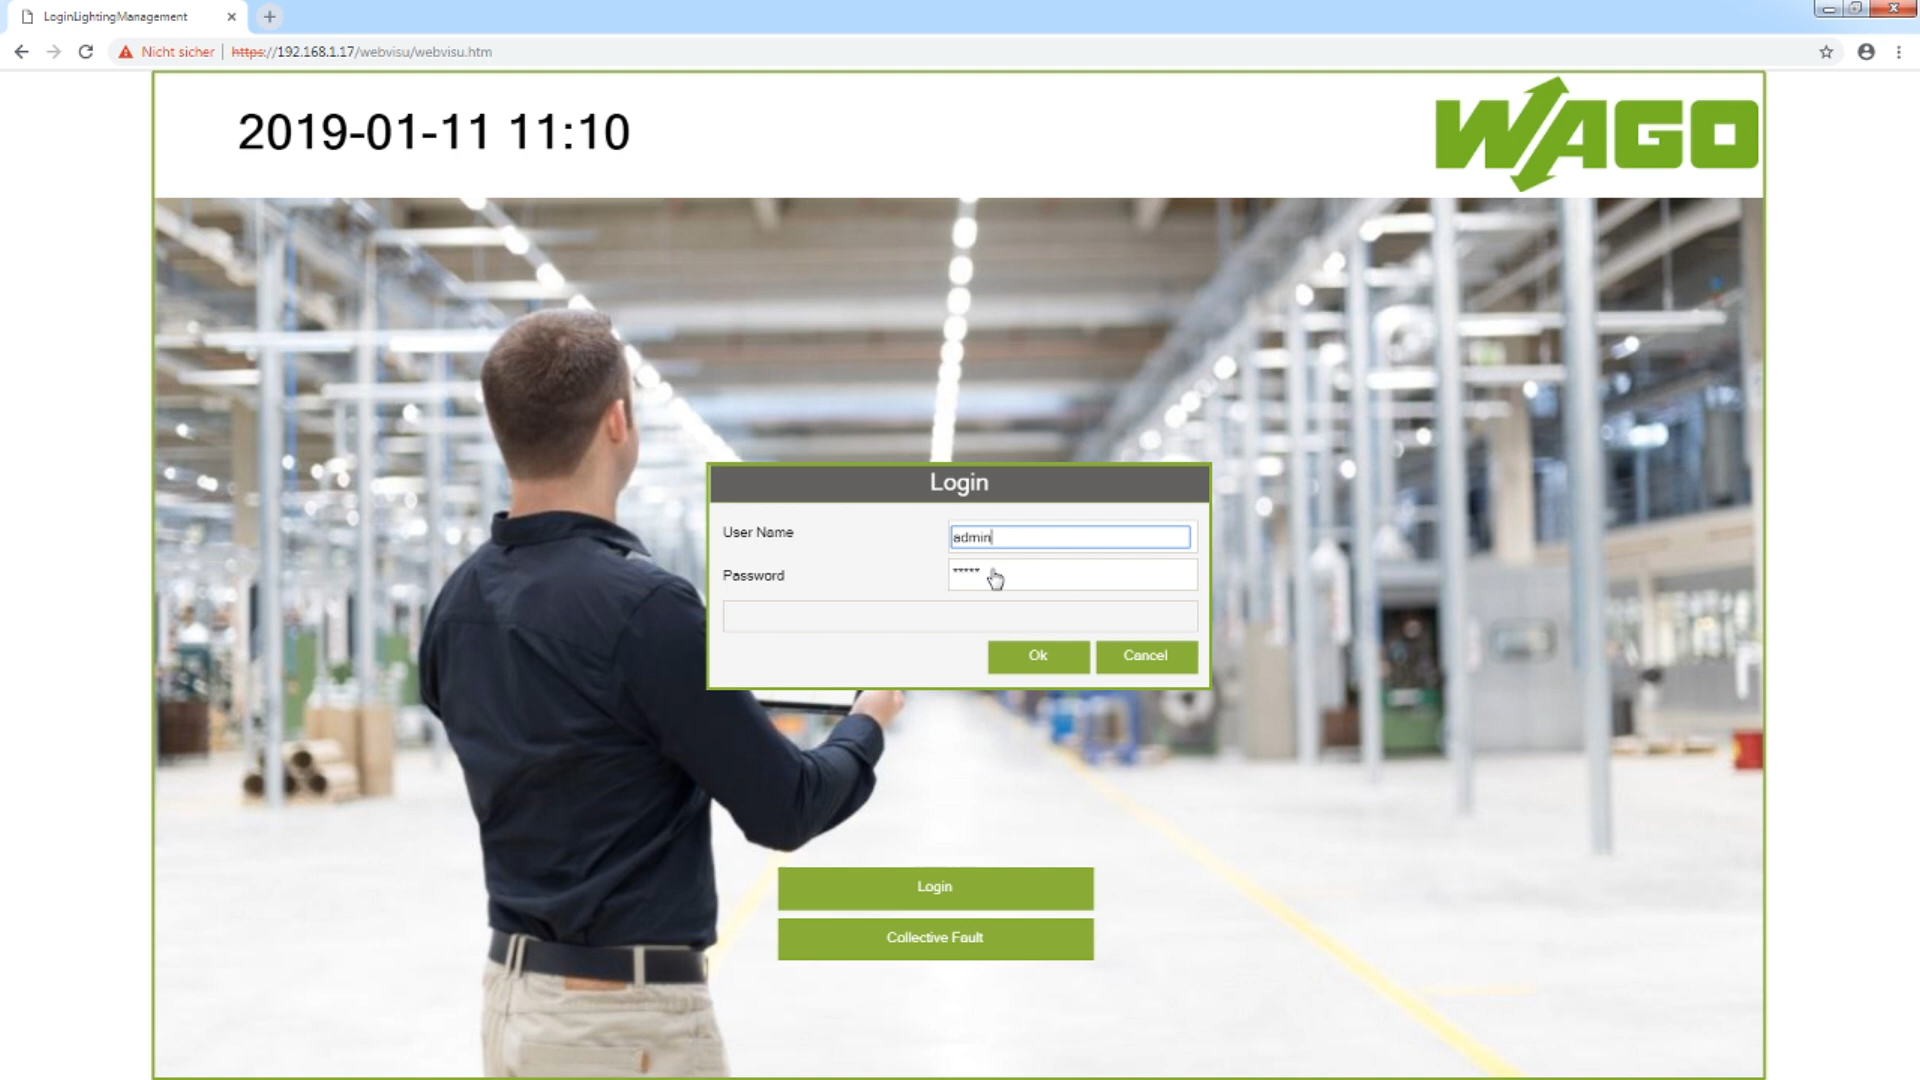 LoginLightingManagement
Nicht sicher | https://192.168.1.17/webvisu/webvisu.htm
2019-01-11 11:10
WAGO
Login
User Name admin
Password *****
Ok Cancel
Login
Collective Fault